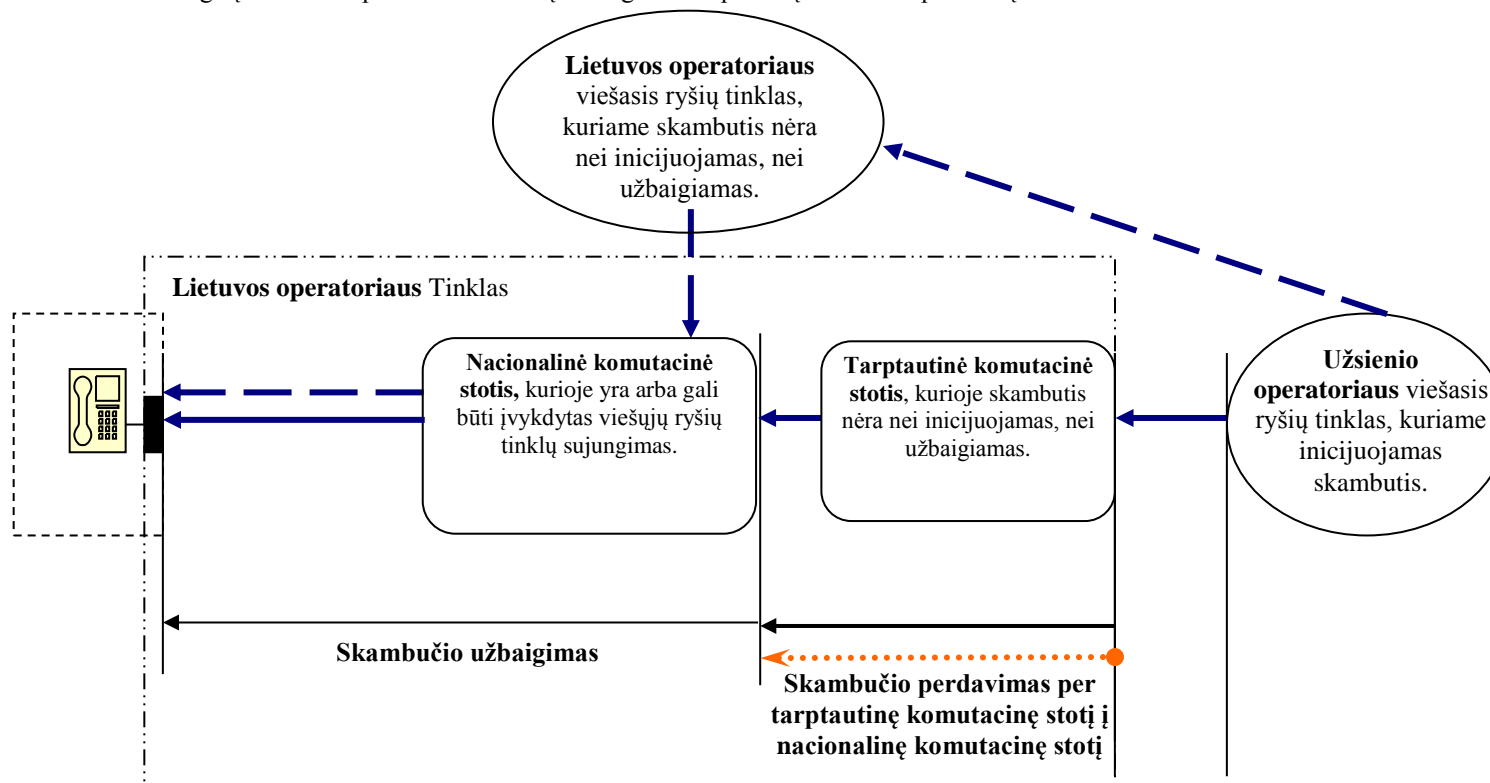 Lietuvos operatoriaus
viešasis ryšių tinklas,
kuriame skambutis nėra
nei inicijuojamas, nei
užbaigiamas.
Lietuvos operatoriaus Tinklas
Nacionalinė komutacinė
stotis, kurioje yra arba gali
būti įvykdytas viešųjų ryšių
tinklų sujungimas.
Tarptautinė komutacinė
stotis, kurioje skambutis
nėra nei inicijuojamas, nei
užbaigiamas.
Užsienio
operatoriaus viešasis
ryšių tinklas, kuriame
inicijuojamas
skambutis.
Skambučio užbaigimas
Skambučio perdavimas per
tarptautinę komutacinę stotį į
nacionalinę komutacinę stotį